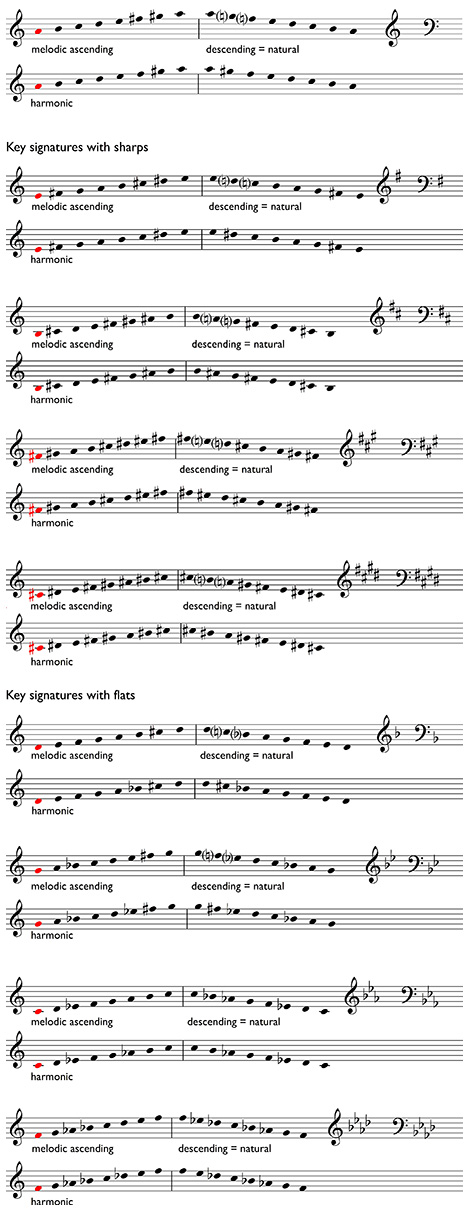 melodic ascending descending = natural
harmonic
Key signatures with sharps
melodic ascending descending = natural
harmonic
melodic ascending descending = natural
harmonic
melodic ascending descending = natural
harmonic
melodic ascending descending = natural
harmonic
Key signatures with flats
melodic ascending descending = natural
harmonic
melodic ascending descending = natural
harmonic
melodic ascending descending = natural
harmonic
melodic ascending descending = natural
harmonic